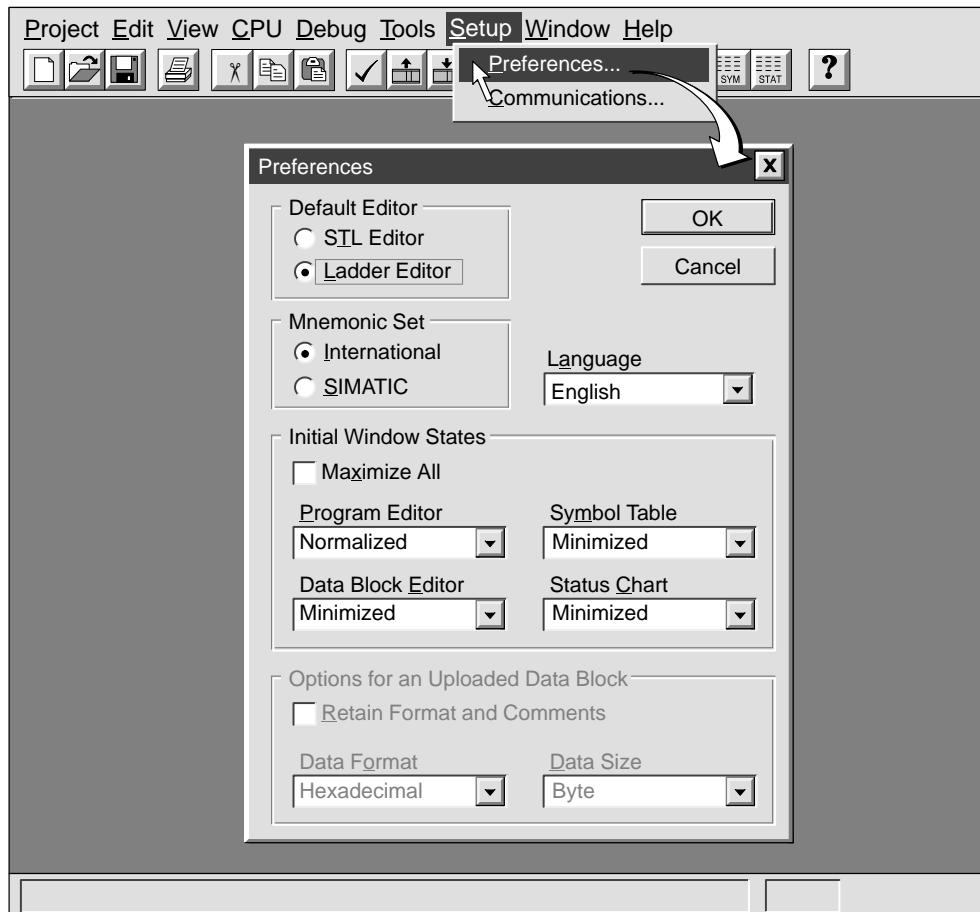 Project Edit View CPU Debug Tools Setup Window Help
Preferences...
SYM STAT ?
Communications...
Preferences X
Default Editor
STL Editor
Ladder Editor
OK
Cancel
Mnemonic Set
International
SIMATIC
Language
English
Initial Window States
Maximize All
Program Editor Symbol Table
Normalized Minimized
Data Block Editor Status Chart
Minimized Minimized
Options for an Uploaded Data Block
Retain Format and Comments
Data Format Data Size
Hexadecimal Byte